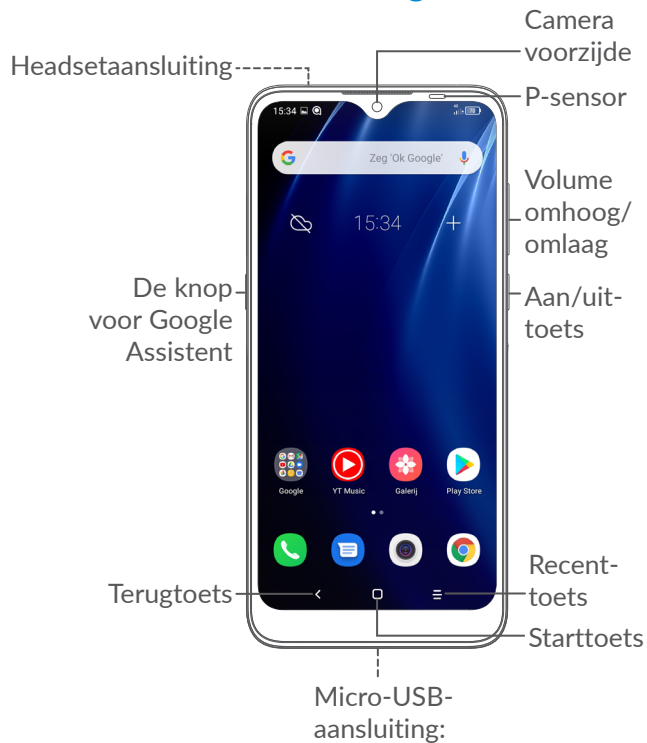 Camera
voorzijde
Headsetaansluiting
P-sensor
15:34
Zeg 'Ok Google'
15:34
Volume
omhoog/
omlaag
De knop
voor Google
Assistent
Aan/uit-
toets
Google
YT Music
Galerij
Play Store
Terugtoets
Recent-
toets
Starttoets
Micro-USB-
aansluiting: